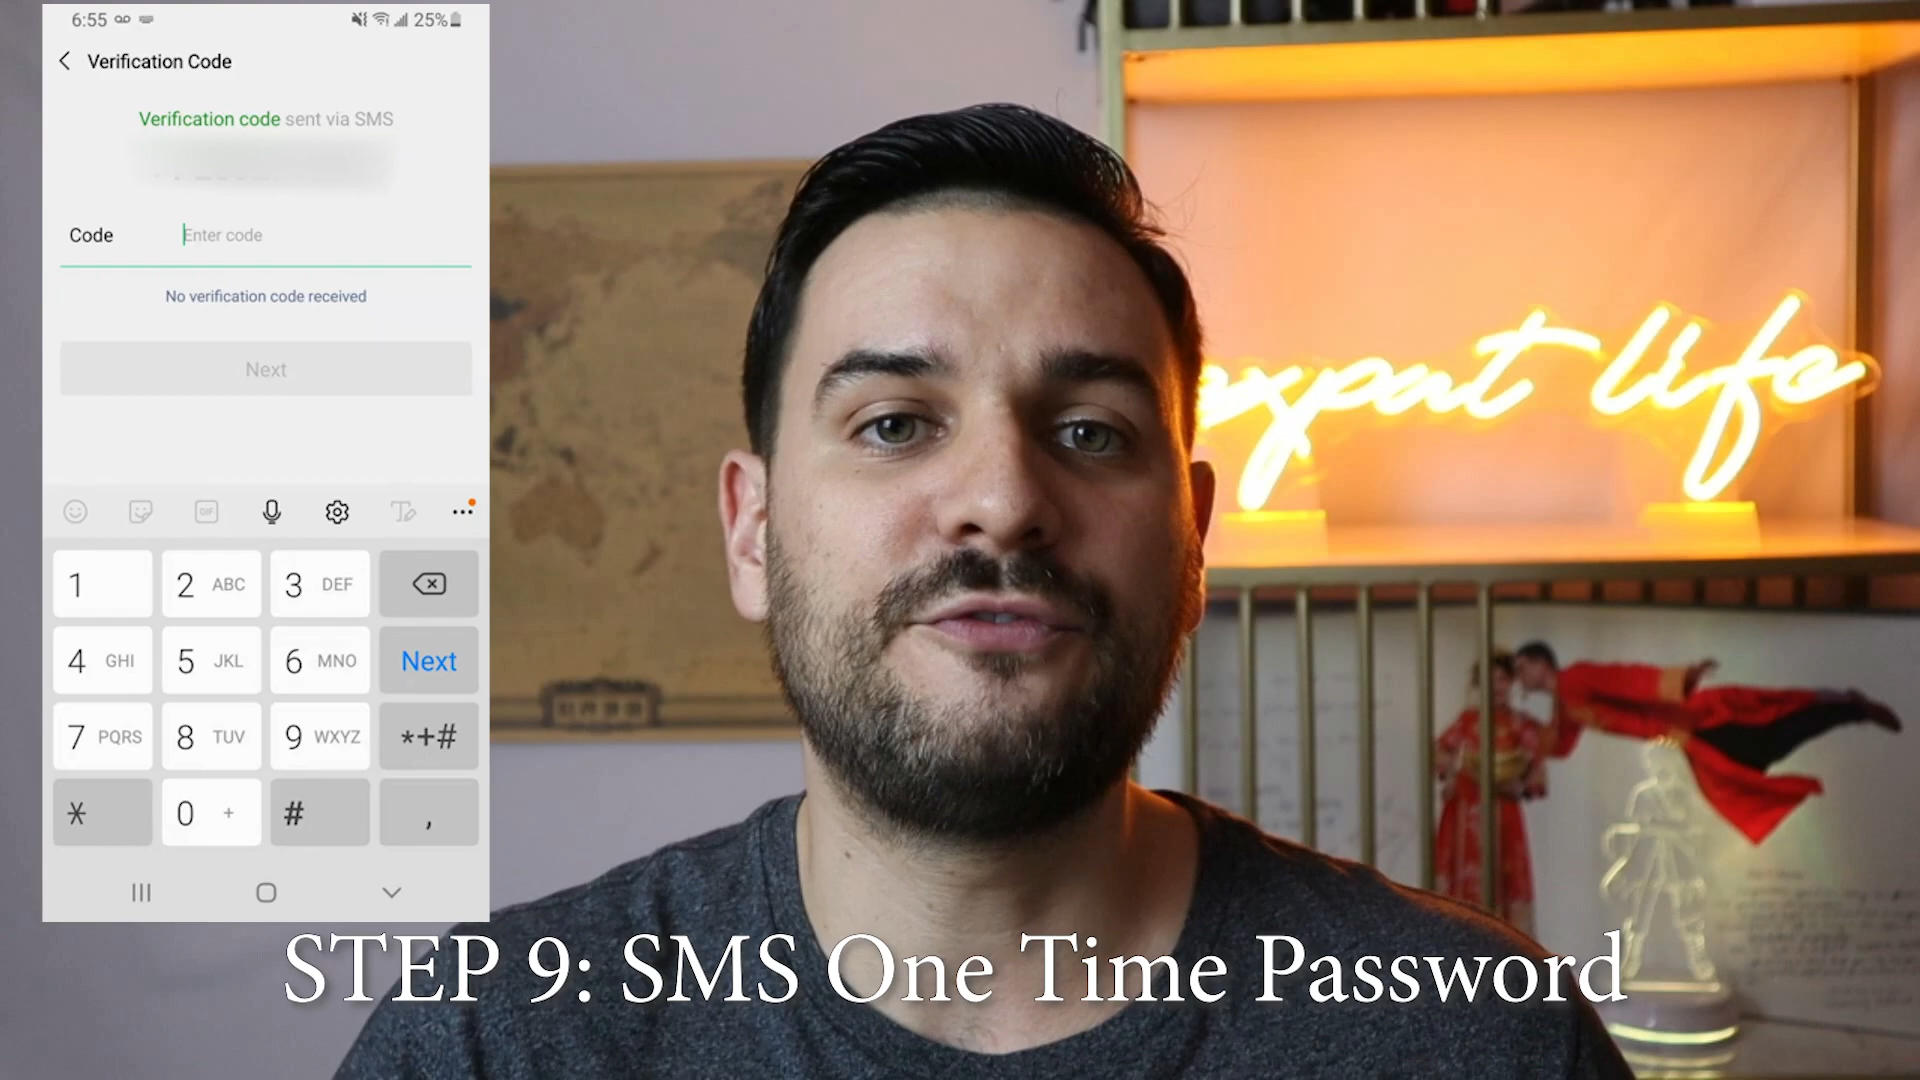 6:55
25%
Verification Code
Verification code sent via SMS
Code
Enter code
No verification code received
Next
GIF
1
2 ABC
3 DEF
4 GHI
5 JKL
6 MNO
Next
7 PQRS
8 TUV
9 WXYZ
*+#
*
0 +
#
,
expat life
STEP 9: SMS One Time Password